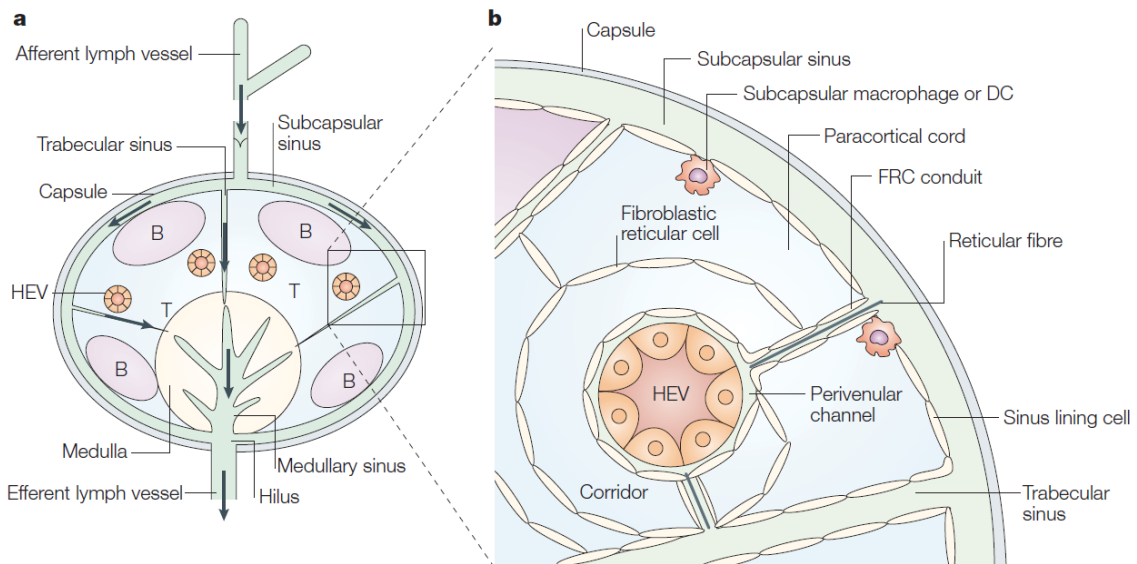 a
Afferent lymph vessel
Trabecular sinus
Subcapsular
sinus
Capsule
B
B
HEV
T
T
B
B
Medulla
Medullary sinus
Efferent lymph vessel
Hilus
b
Capsule
Subcapsular sinus
Subcapsular macrophage or DC
Paracortical cord
FRC conduit
Fibroblastic
reticular cell
Reticular fibre
HEV
Perivenular
channel
Sinus lining cell
Corridor
Trabecular
sinus